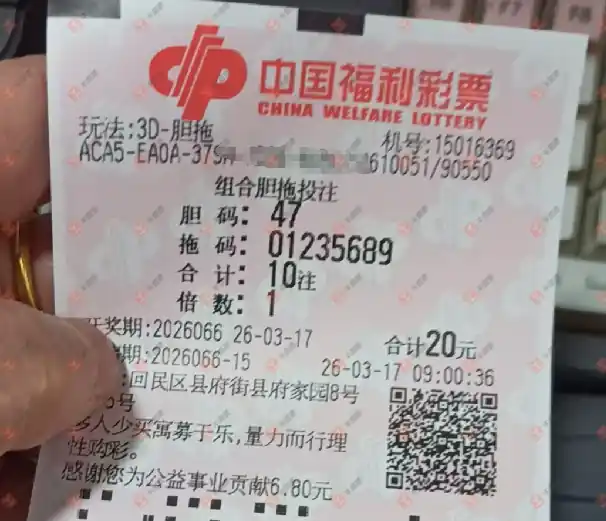 中国福利彩票
CHINA WELFARE LOTTERY
玩法:3D-胆拖
机号:15016369
ACA5-EA0A-379 610051/90550
组合胆拖投注
胆 码: 47
拖 码: 01235689
合 计: 10注
倍 数: 1
开奖期:2026066 26-03-17
合计20元
期:2026066-15 26-03-17 09:00:36
:回民区县府街县府家园8号
号
多人少买寓募于乐,量力而行理
性购彩。
感谢您为公益事业贡献6.80元
F7